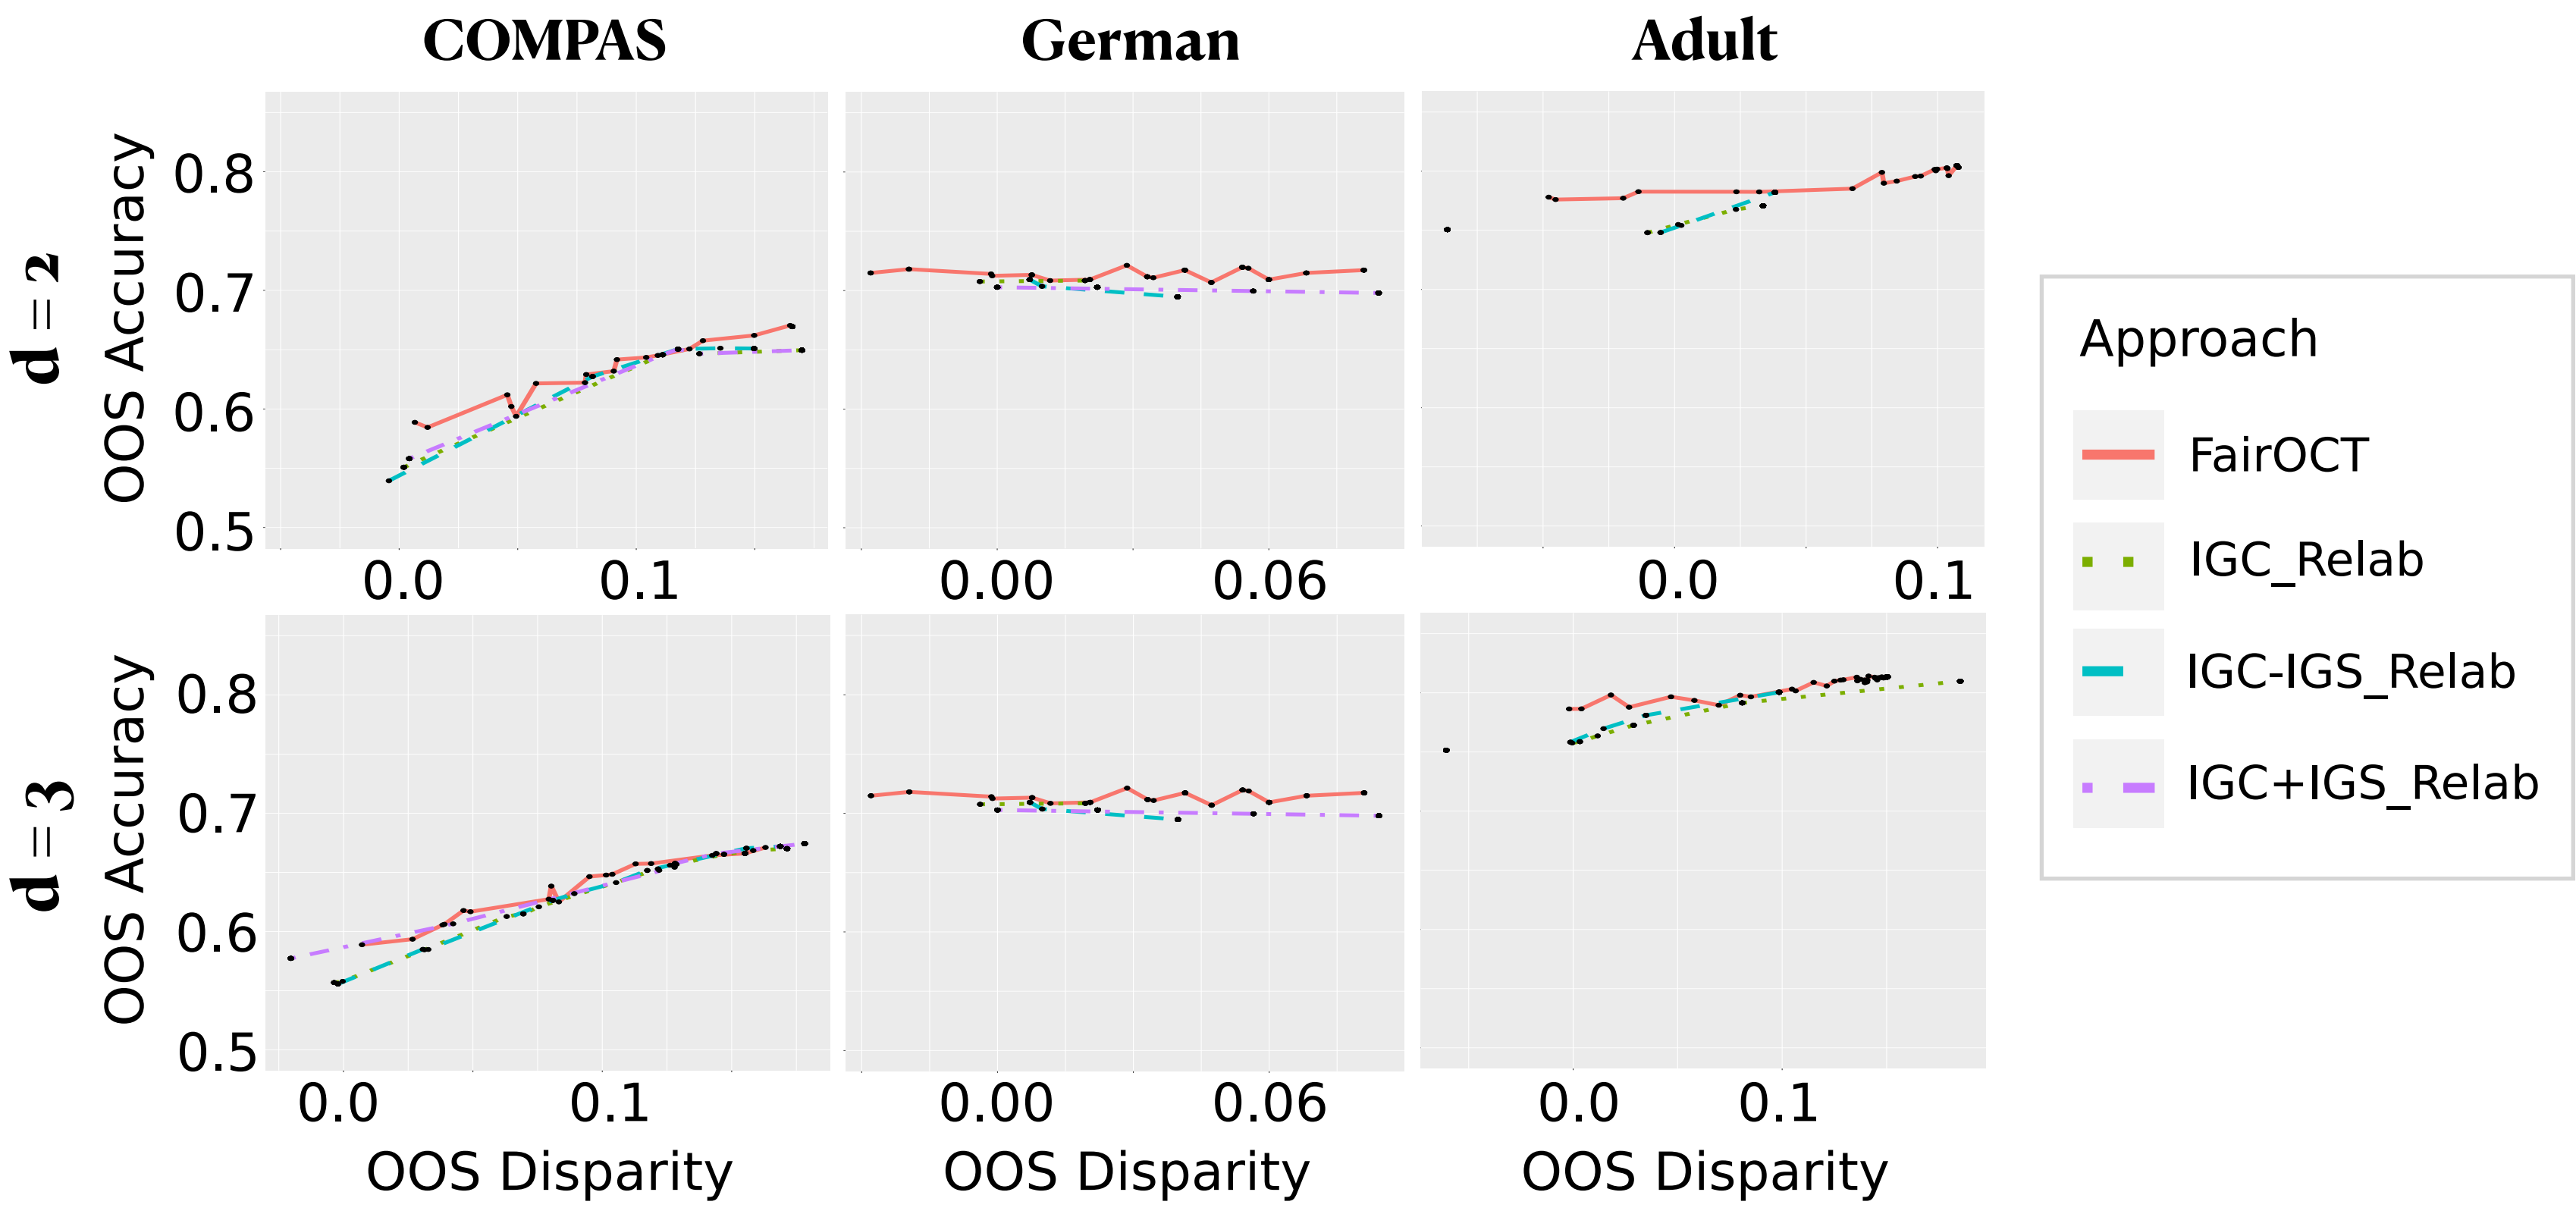 COMPAS German Adult
d = 2
OOS Accuracy
0.8
0.7
0.6
0.5
0.0 0.1 0.00 0.06 0.0 0.1
d = 3
OOS Accuracy
0.8
0.7
0.6
0.5
0.0 0.1 0.00 0.06 0.0 0.1
OOS Disparity OOS Disparity OOS Disparity
Approach
FairOCT
IGC_Relab
IGC-IGS_Relab
IGC+IGS_Relab